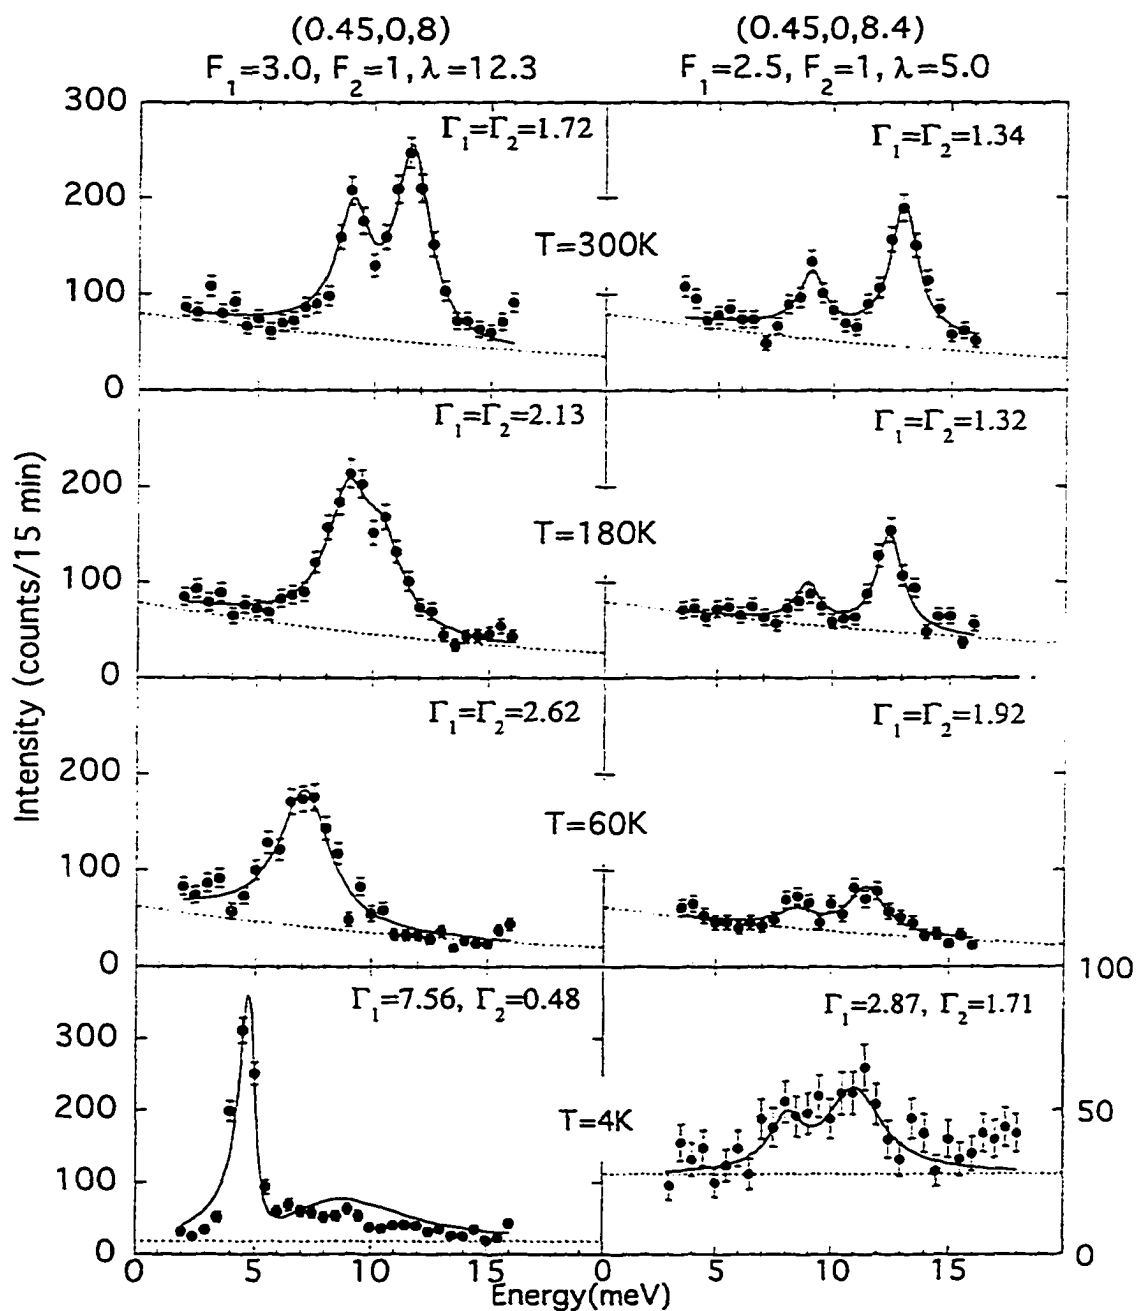 (0.45,0,8)
(0.45,0,8.4)
F₁=3.0, F₂=1, λ=12.3
F₁=2.5, F₂=1, λ=5.0
300
Γ₁=Γ₂=1.72
Γ₁=Γ₂=1.34
200
T=300K
100
0
Γ₁=Γ₂=2.13
Γ₁=Γ₂=1.32
200
T=180K
100
0
Γ₁=Γ₂=2.62
Γ₁=Γ₂=1.92
200
T=60K
100
0
100
Γ₁=7.56, Γ₂=0.48
Γ₁=2.87, Γ₂=1.71
300
200
T=4K
50
100
0
0
0 5 10 15 0 5 10 15
Energy(meV)
Intensity (counts/15 min)